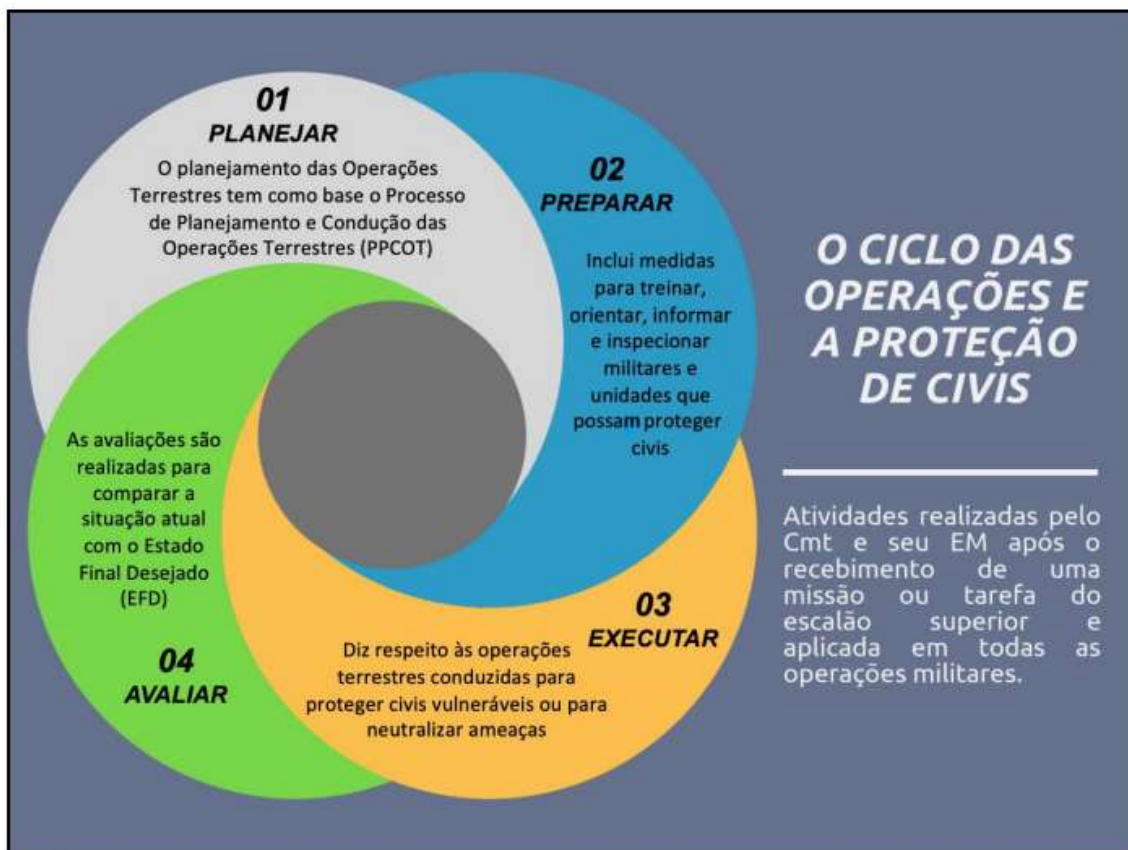 01
PLANEJAR
O planejamento das Operações
Terrestres tem como base o Processo
de Planejamento e Condução das
Operações Terrestres (PPCOT)
02
PREPARAR
Inclui medidas
para treinar,
orientar, informar
e inspecionar
militares e
unidades que
possam proteger
civis
03
EXECUTAR
Diz respeito às operações
terrestres conduzidas para
proteger civis vulneráveis ou para
neutralizar ameaças
As avaliações são
realizadas para
comparar a
situação atual
com o Estado
Final Desejado
(EFD)
04
AVALIAR
O CICLO DAS
OPERAÇÕES E
A PROTEÇÃO
DE CIVIS
Atividades realizadas pelo
Cmt e seu EM após o
recebimento de uma
missão ou tarefa do
escalão superior e
aplicada em todas as
operações militares.